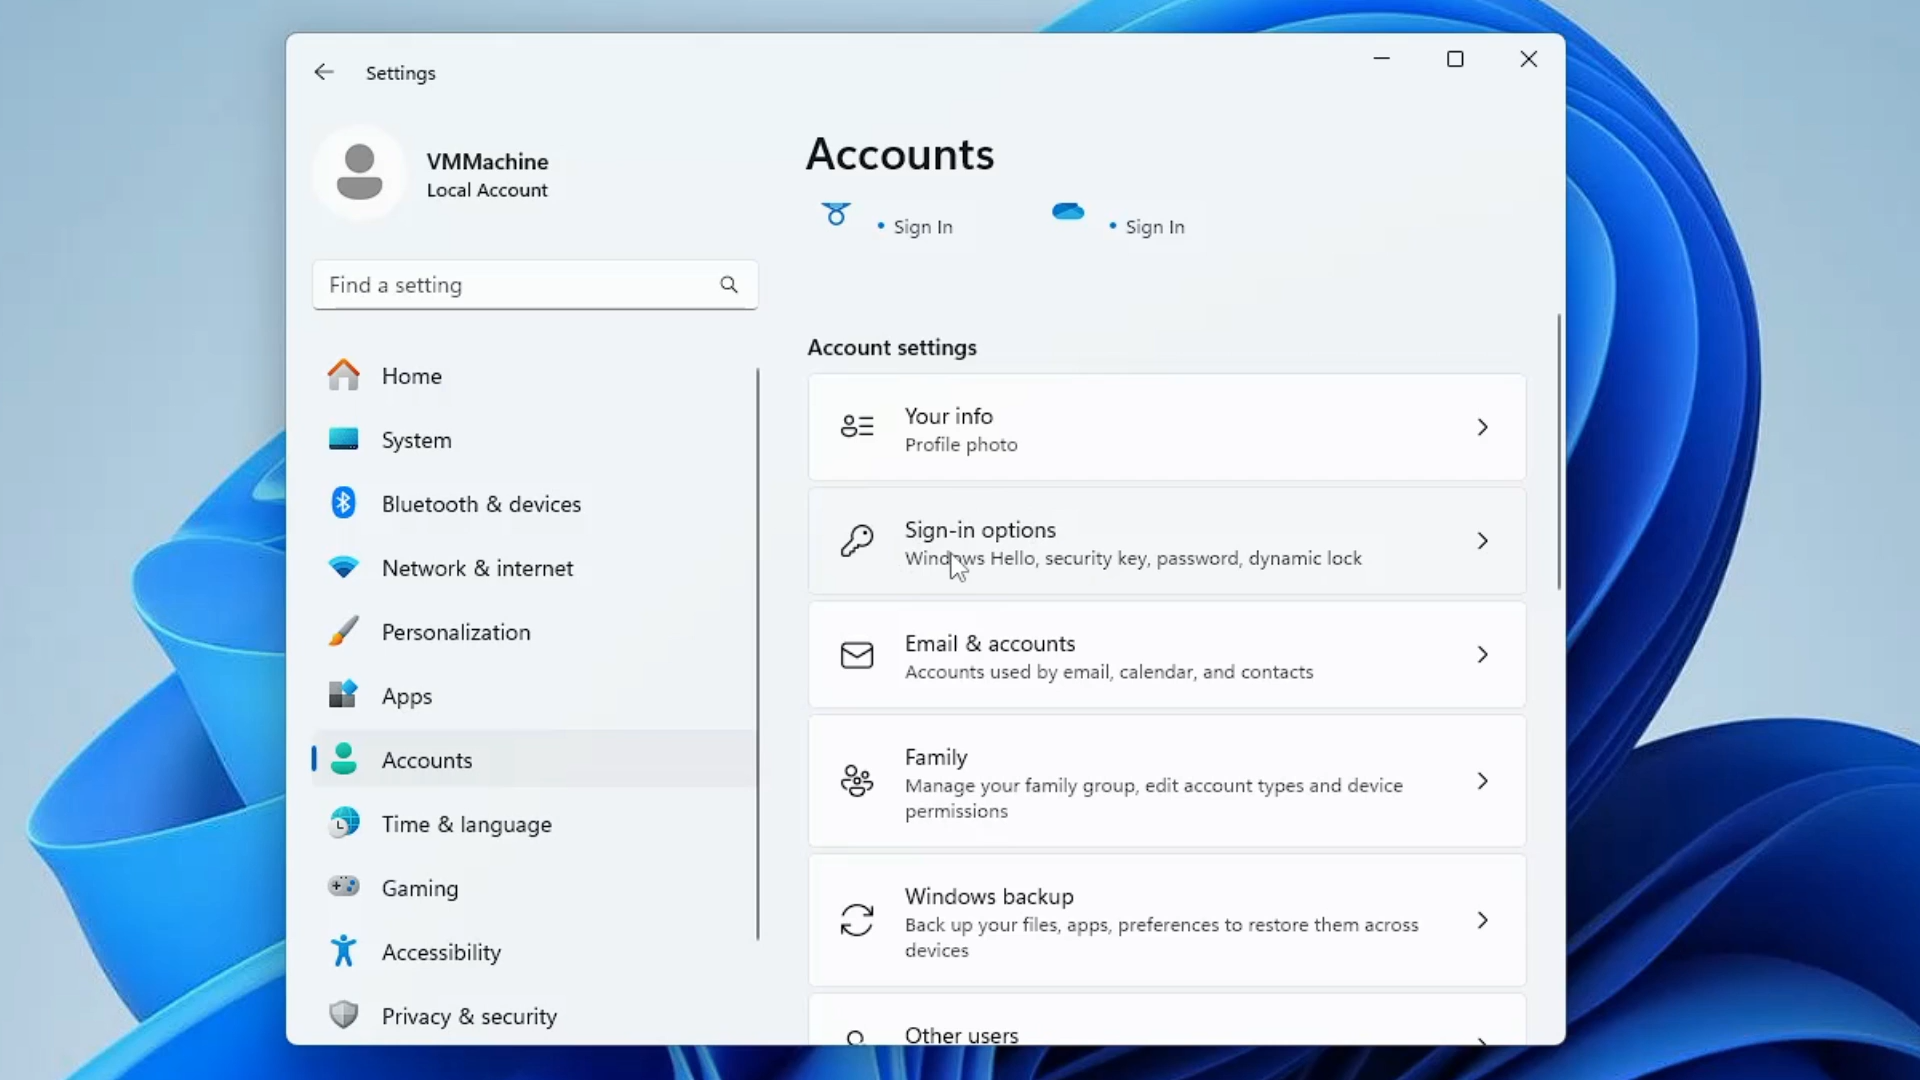 Settings
VMMachine
Local Account
Find a setting
Home
System
Bluetooth & devices
Network & internet
Personalization
Apps
Accounts
Time & language
Gaming
Accessibility
Privacy & security
Accounts
• Sign In
• Sign In
Account settings
Your info
Profile photo
Sign-in options
Windows Hello, security key, password, dynamic lock
Email & accounts
Accounts used by email, calendar, and contacts
Family
Manage your family group, edit account types and device
permissions
Windows backup
Back up your files, apps, preferences to restore them across
devices
Other users